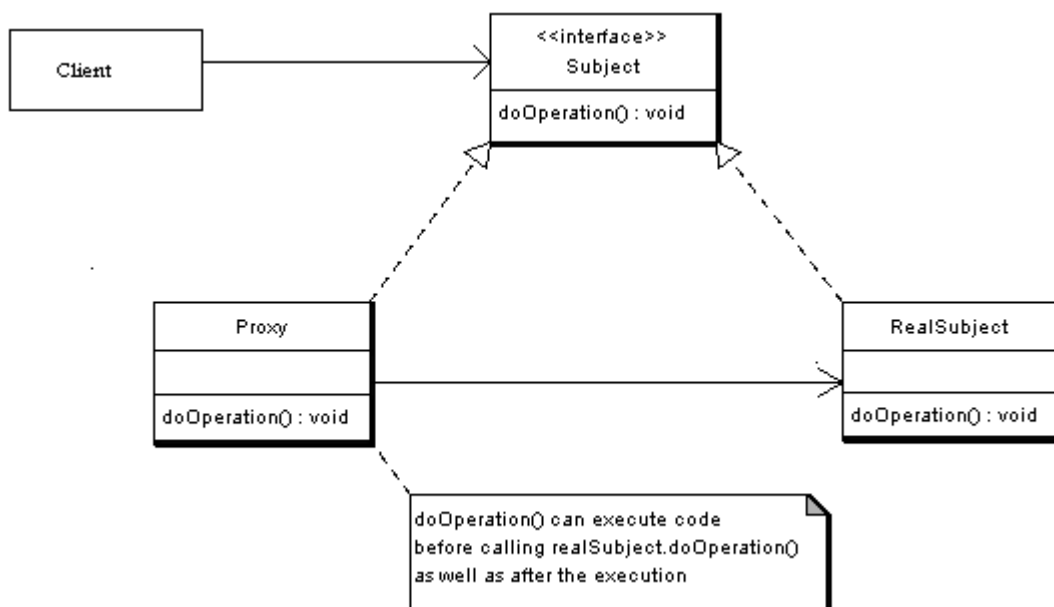 Client
<<interface>>
Subject
doOperation() : void
Proxy
doOperation() : void
RealSubject
doOperation() : void
doOperation() can execute code
before calling realSubject.doOperation()
as well as after the execution